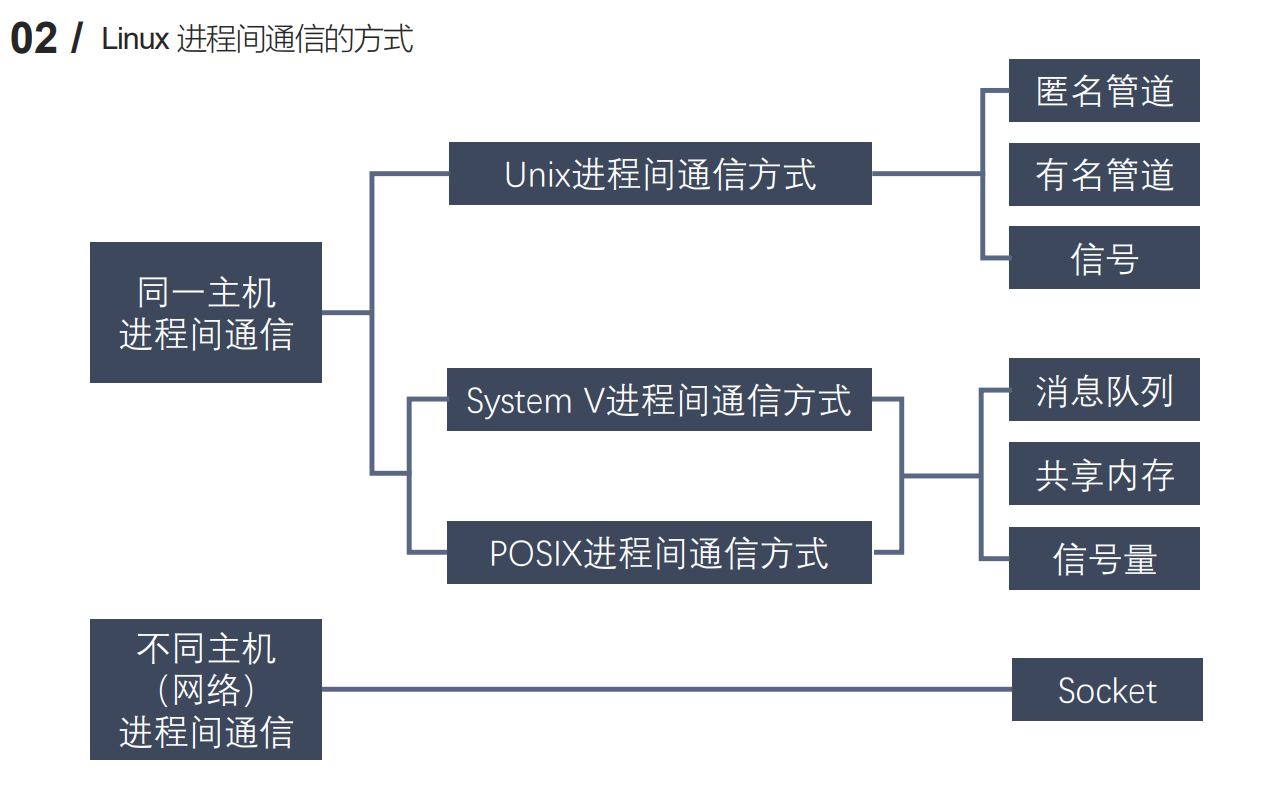 02 / Linux 进程间通信的方式
同一主机
进程间通信
Unix进程间通信方式
匿名管道
有名管道
信号
System V进程间通信方式
POSIX进程间通信方式
消息队列
共享内存
信号量
不同主机
（网络）
进程间通信
Socket